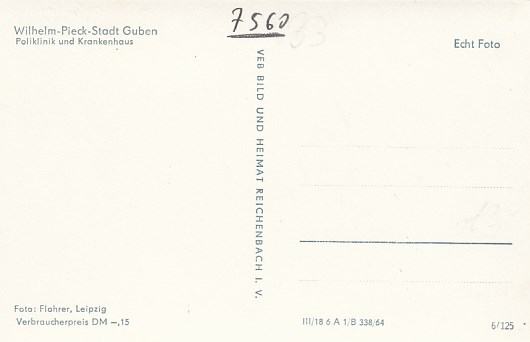 7560
Wilhelm-Pieck-Stadt Guben
Poliklinik und Krankenhaus
Echt Foto
VEB BILD UND HEIMAT REICHENBACH I. V.
Foto: Flohrer, Leipzig
Verbraucherpreis DM –,15
III/18 6 A 1/B 338/64
6/125